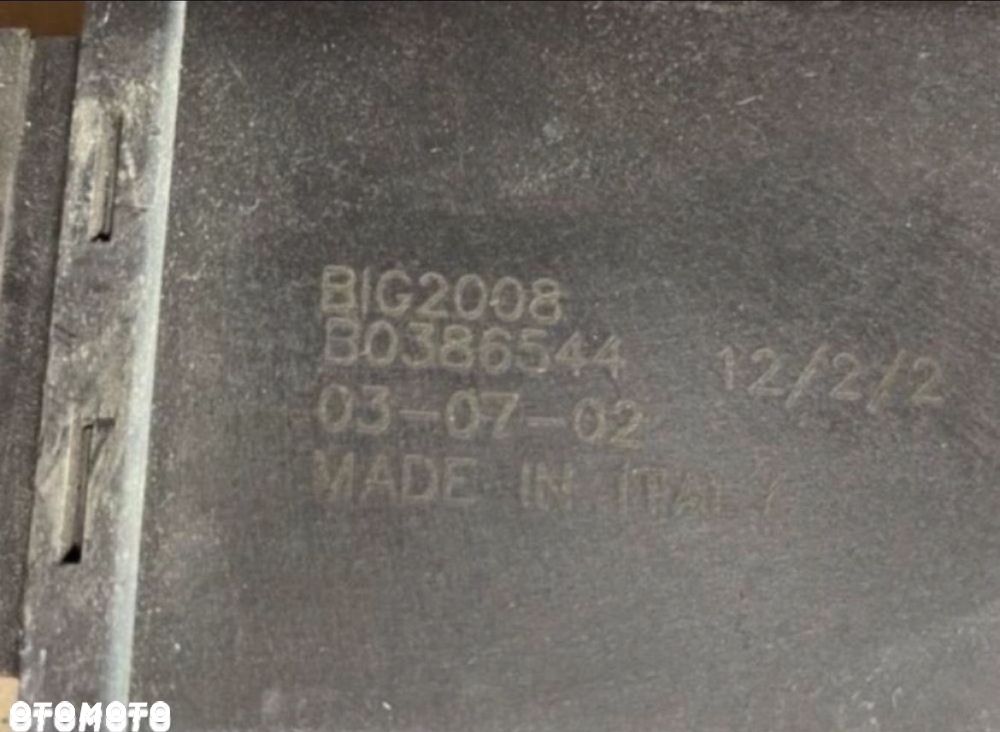 BIG2008
B0386544 12/2/2
03-07-02
MADE IN ITALY
OTOMOTO